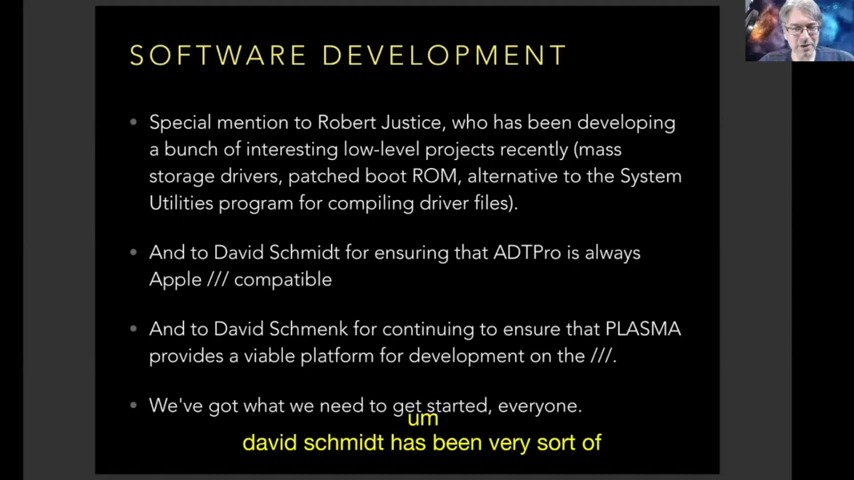 SOFTWARE DEVELOPMENT
• Special mention to Robert Justice, who has been developing
a bunch of interesting low-level projects recently (mass
storage drivers, patched boot ROM, alternative to the System
Utilities program for compiling driver files).
• And to David Schmidt for ensuring that ADTPro is always
Apple /// compatible
• And to David Schmenk for continuing to ensure that PLASMA
provides a viable platform for development on the ///.
• We've got what we need to get started, everyone.
um
david schmidt has been very sort of